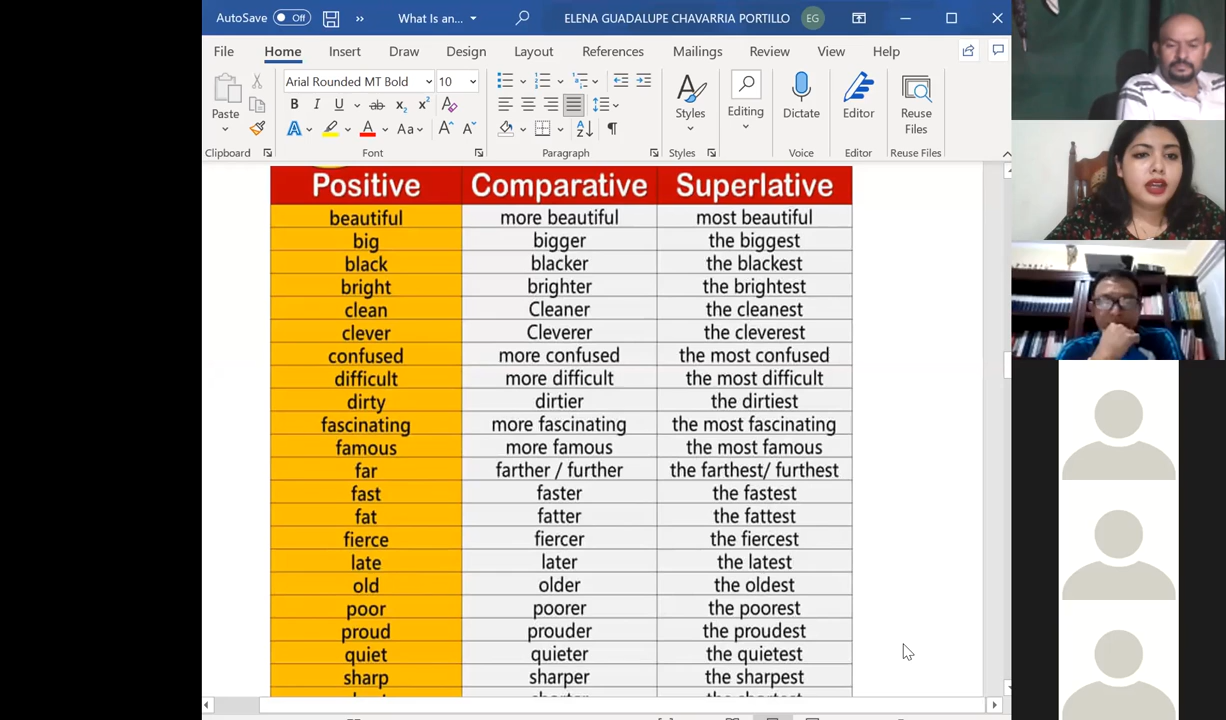 AutoSave Off What Is an... ELENA GUADALUPE CHAVARRIA PORTILLO EG
File Home Insert Draw Design Layout References Mailings Review View Help
Arial Rounded MT Bold 10
B I U ab x₂ x² A
A A Aa A A
Paste Styles Editing Dictate Editor Reuse Files
Clipboard Font Paragraph Styles Voice Editor Reuse Files
Positive Comparative Superlative
beautiful more beautiful most beautiful
big bigger the biggest
black blacker the blackest
bright brighter the brightest
clean Cleaner the cleanest
clever Cleverer the cleverest
confused more confused the most confused
difficult more difficult the most difficult
dirty dirtier the dirtiest
fascinating more fascinating the most fascinating
famous more famous the most famous
far farther / further the farthest/ furthest
fast faster the fastest
fat fatter the fattest
fierce fiercer the fiercest
late later the latest
old older the oldest
poor poorer the poorest
proud prouder the proudest
quiet quieter the quietest
sharp sharper the sharpest